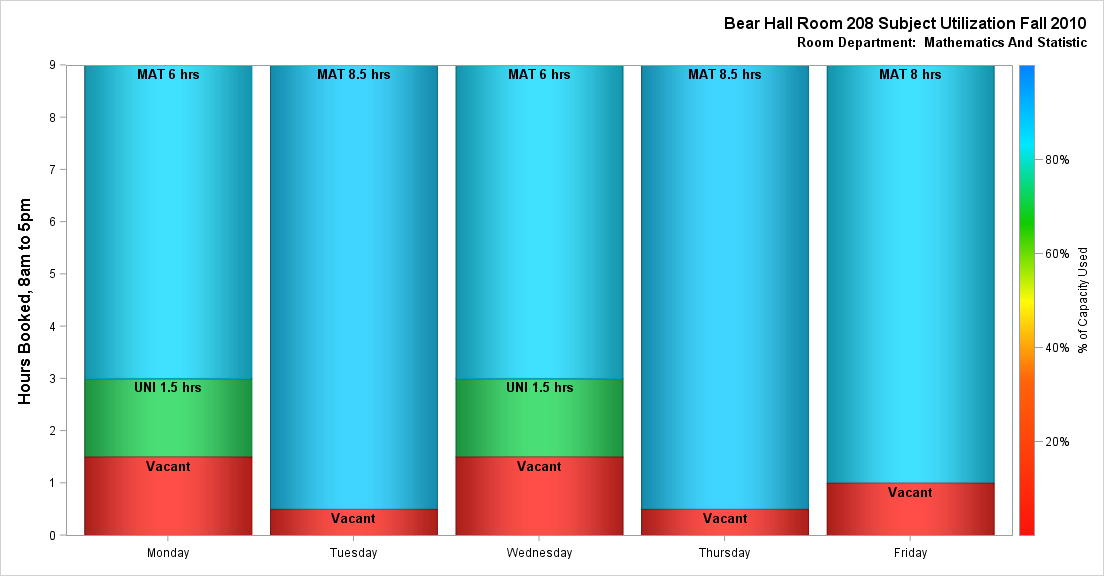 Bear Hall Room 208 Subject Utilization Fall 2010
Room Department:  Mathematics And Statistic
Hours Booked, 8am to 5pm
9
8
7
6
5
4
3
2
1
0
MAT 6 hrs
UNI 1.5 hrs
Vacant
MAT 8.5 hrs
Vacant
MAT 6 hrs
UNI 1.5 hrs
Vacant
MAT 8.5 hrs
Vacant
MAT 8 hrs
Vacant
Monday
Tuesday
Wednesday
Thursday
Friday
80%
60%
40%
20%
% of Capacity Used